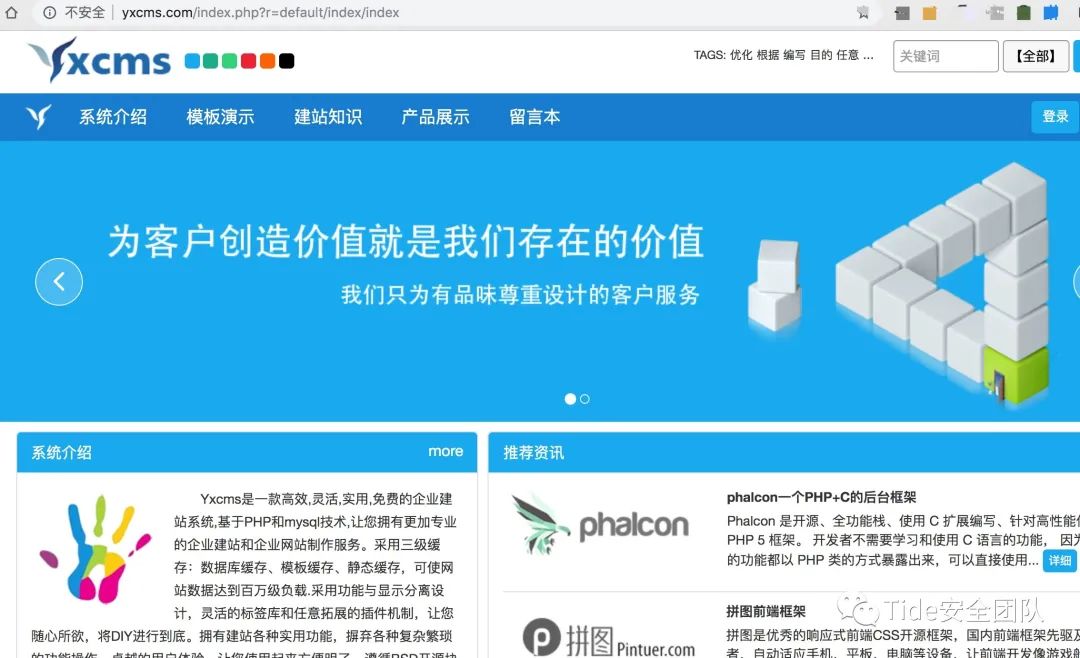 不安全 yxcms.com/index.php?r=default/index/index
Yxcms
TAGS: 优化 根据 编写 目的 任意 ...
关键词
【全部】
系统介绍 模板演示 建站知识 产品展示 留言本
登录
为客户创造价值就是我们存在的价值
我们只为有品味尊重设计的客户服务
系统介绍 more
Yxcms是一款高效,灵活,实用,免费的企业建
站系统,基于PHP和mysql技术,让您拥有更加专业
的企业建站和企业网站制作服务。采用三级缓
存：数据库缓存、模板缓存、静态缓存，可使网
站数据达到百万级负载.采用功能与显示分离设
计，灵活的标签库和任意拓展的插件机制，让您
随心所欲，将DIY进行到底。拥有建站各种实用功能，摒弃各种复杂繁琐
推荐资讯
phalcon
phalcon一个PHP+C的后台框架
Phalcon 是开源、全功能栈、使用 C 扩展编写、针对高性能
PHP 5 框架。 开发者不需要学习和使用 C 语言的功能， 因为
的功能都以 PHP 类的方式暴露出来，可以直接使用...
详细
拼图 Pintuer.com
拼图前端框架
拼图是优秀的响应式前端CSS开源框架，国内前端框架先驱及
者，自动适应手机、平板、电脑等设备，让前端开发像游戏般
Tide安全团队